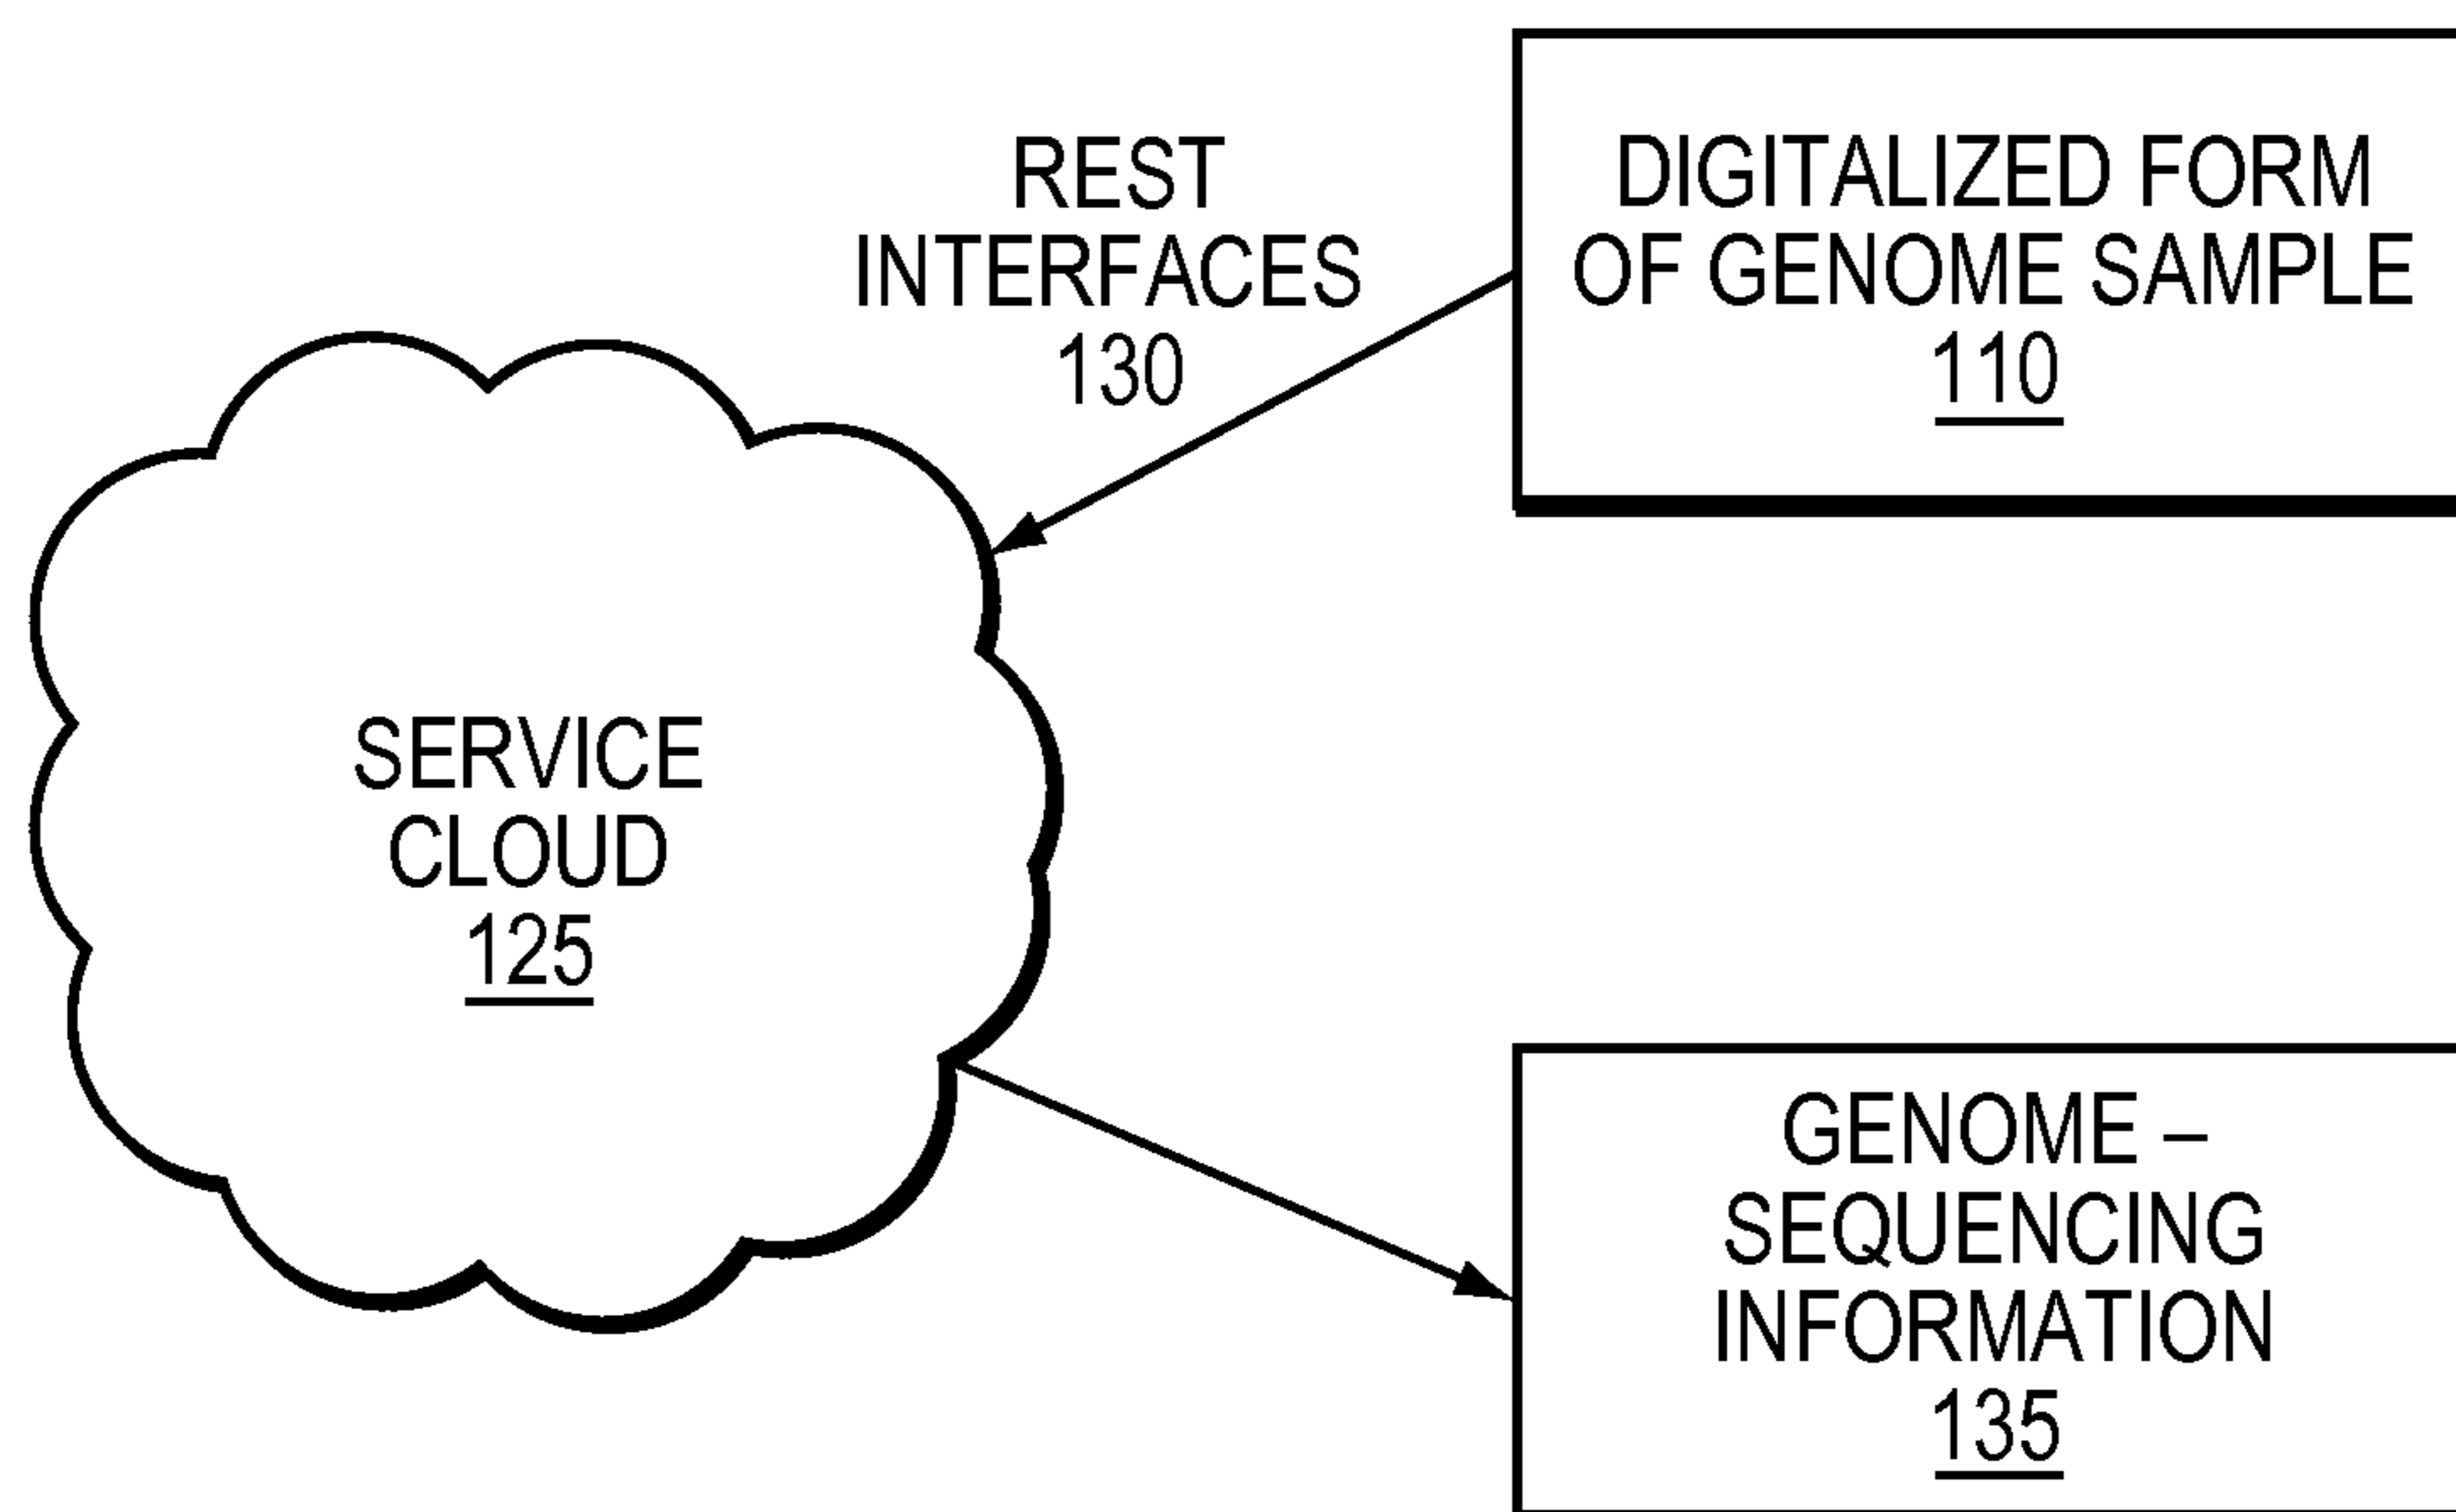 REST
INTERFACES
130
DIGITALIZED FORM
OF GENOME SAMPLE
110
SERVICE
CLOUD
125
GENOME –
SEQUENCING
INFORMATION
135